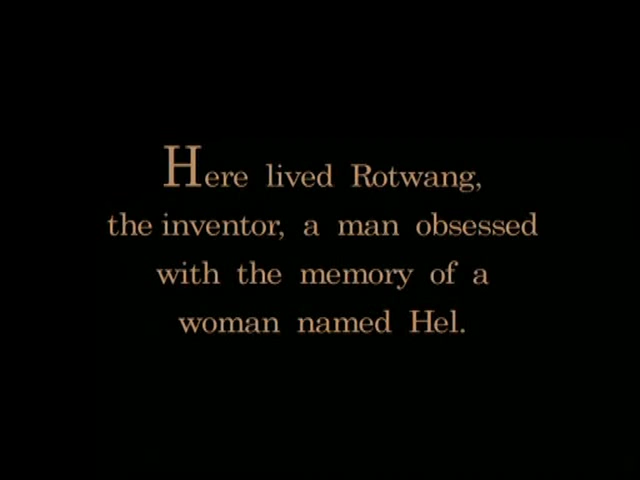 Here lived Rotwang,
the inventor, a man obsessed
with the memory of a
woman named Hel.